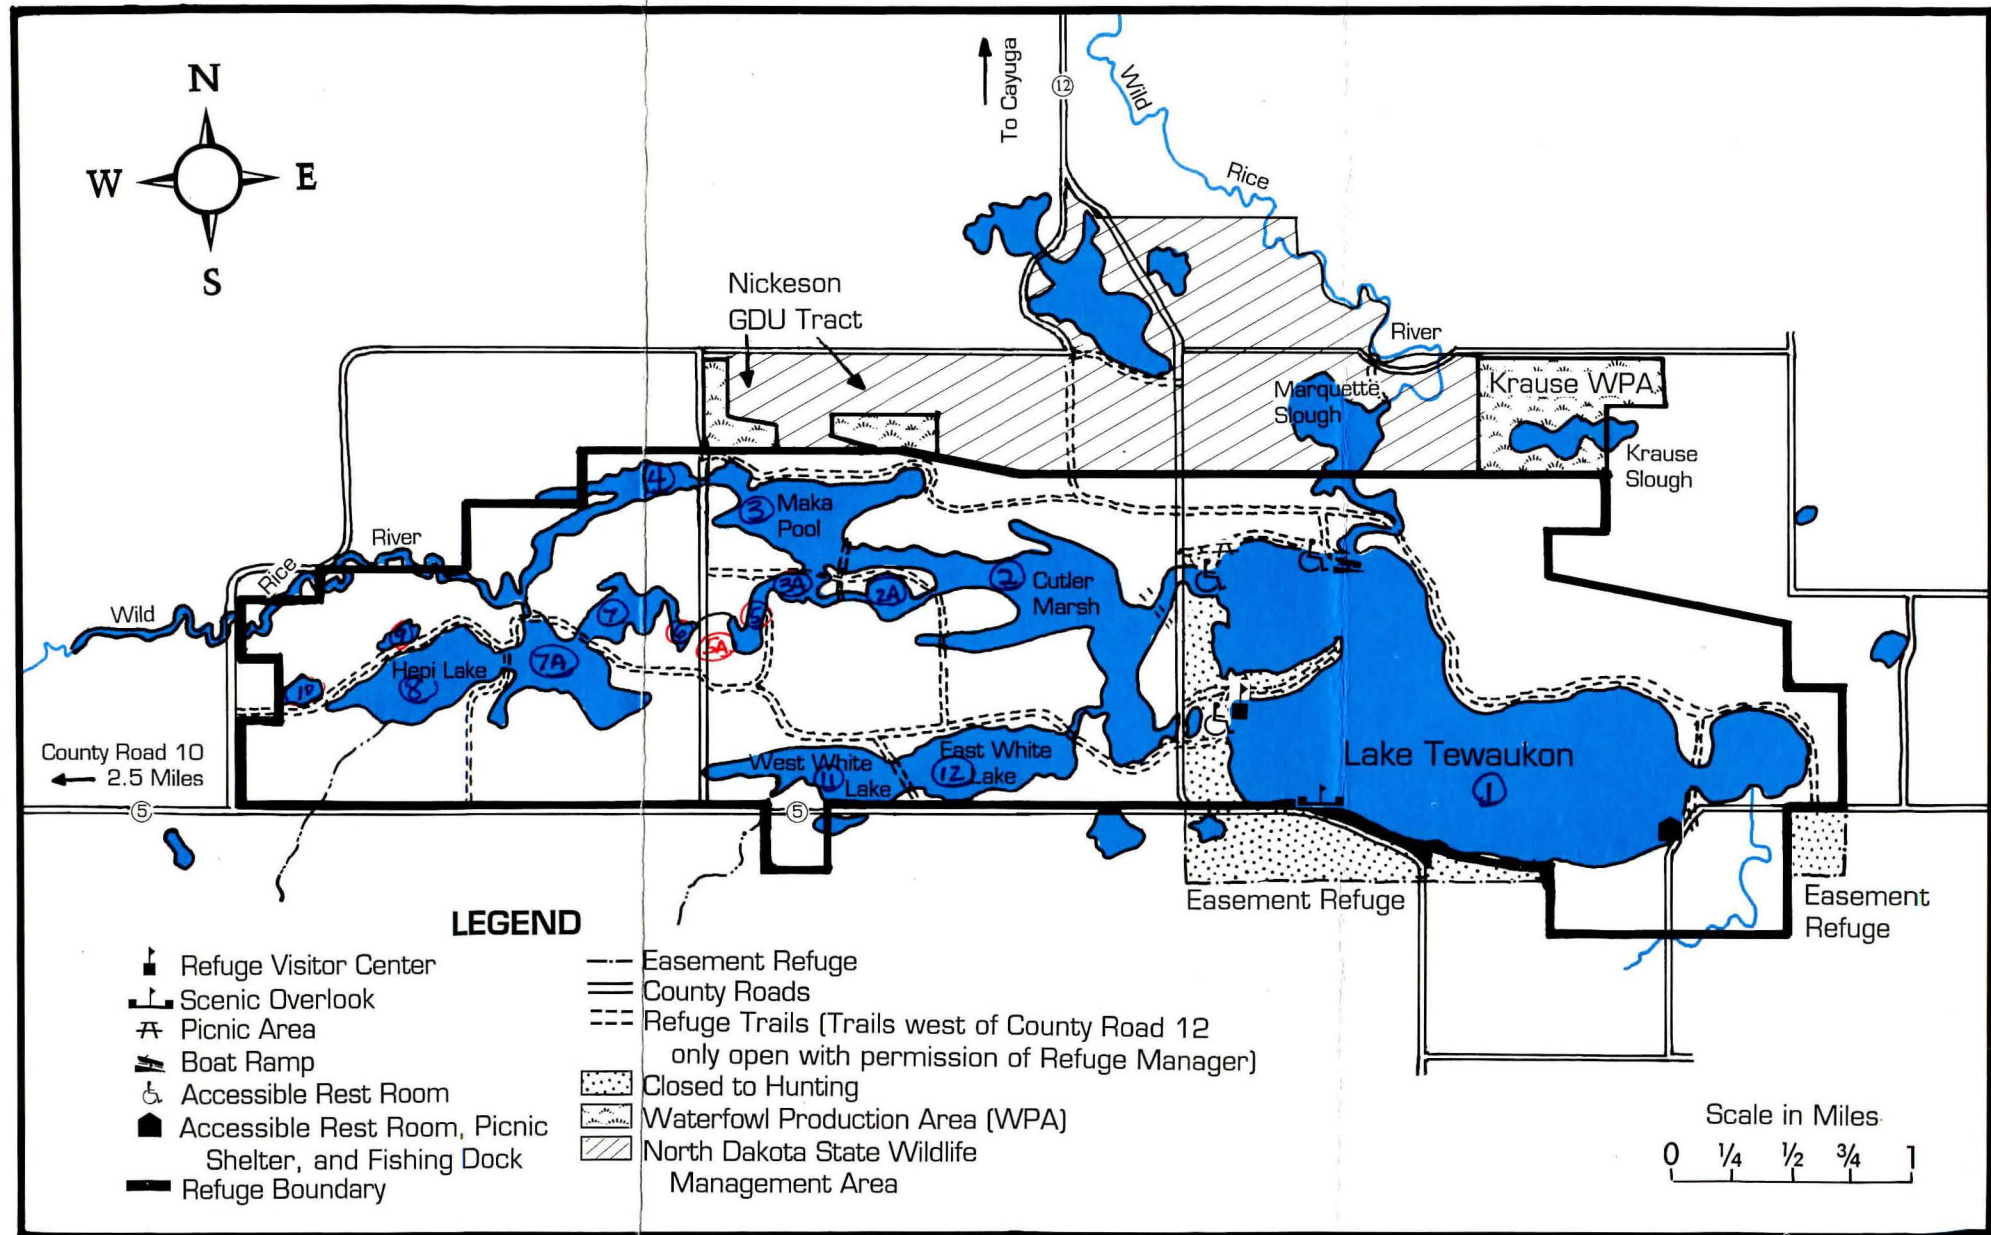 N
W
E
S
To Cayuga
12
Wild
Rice
River
Nickeson
GDU Tract
Marquette
Slough
Krause WPA
Krause
Slough
4
3
Maka
Pool
River
Rice
Wild
3A
2A
2
Cutler
Marsh
7
6
5
5A
9
Hepi Lake
8
7A
10
County Road 10
2.5 Miles
5
West White
11
Lake
East White
12
Lake
5
Lake Tewaukon
1
Easement Refuge
Easement
Refuge
LEGEND
Refuge Visitor Center
Scenic Overlook
Picnic Area
Boat Ramp
Accessible Rest Room
Accessible Rest Room, Picnic
Shelter, and Fishing Dock
Refuge Boundary
Easement Refuge
County Roads
Refuge Trails (Trails west of County Road 12
only open with permission of Refuge Manager)
Closed to Hunting
Waterfowl Production Area (WPA)
North Dakota State Wildlife
Management Area
Scale in Miles
0 1/4 1/2 3/4 1